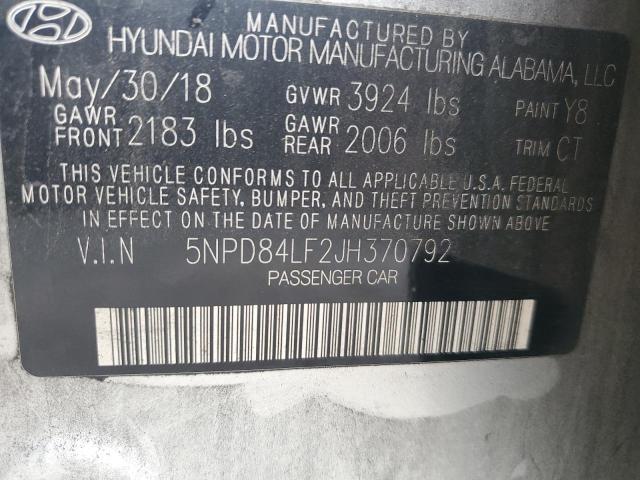 MANUFACTURED BY
HYUNDAI MOTOR MANUFACTURING ALABAMA, LLC
May/30/18 GVWR 3924 lbs PAINT Y8
GAWR FRONT 2183 lbs GAWR REAR 2006 lbs TRIM CT
THIS VEHICLE CONFORMS TO ALL APPLICABLE U.S.A. FEDERAL
MOTOR VEHICLE SAFETY, BUMPER, AND THEFT PREVENTION STANDARDS
IN EFFECT ON THE DATE OF MANUFACTURE SHOWN ABOVE.
V.I.N 5NPD84LF2JH370792
PASSENGER CAR